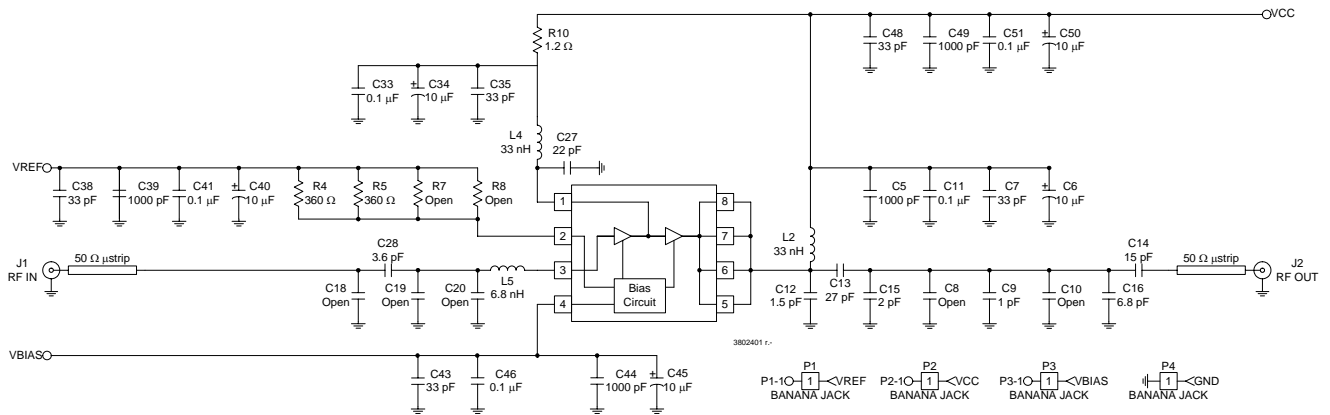 VCC
R10
1.2 Ω
C48
33 pF
C49
1000 pF
C51
0.1 µF
+
C50
10 µF
C33
0.1 µF
+
C34
10 µF
C35
33 pF
L4
33 nH
C27
22 pF
VREF
C38
33 pF
C39
1000 pF
C41
0.1 µF
+
C40
10 µF
R4
360 Ω
R5
360 Ω
R7
Open
R8
Open
C5
1000 pF
C11
0.1 µF
C7
33 pF
+
C6
10 µF
1
2
3
4
8
7
6
5
Bias
Circuit
L2
33 nH
J1
RF IN
50 Ω µstrip
C28
3.6 pF
C18
Open
C19
Open
C20
Open
L5
6.8 nH
C12
1.5 pF
C13
27 pF
C15
2 pF
C8
Open
C9
1 pF
C10
Open
C16
6.8 pF
C14
15 pF
50 Ω µstrip
J2
RF OUT
3802401 r.-
VBIAS
C43
33 pF
C46
0.1 µF
C44
1000 pF
+
C45
10 µF
P1
P1-1 1 VREF
BANANA JACK
P2
P2-1 1 VCC
BANANA JACK
P3
P3-1 1 VBIAS
BANANA JACK
P4
1 GND
BANANA JACK